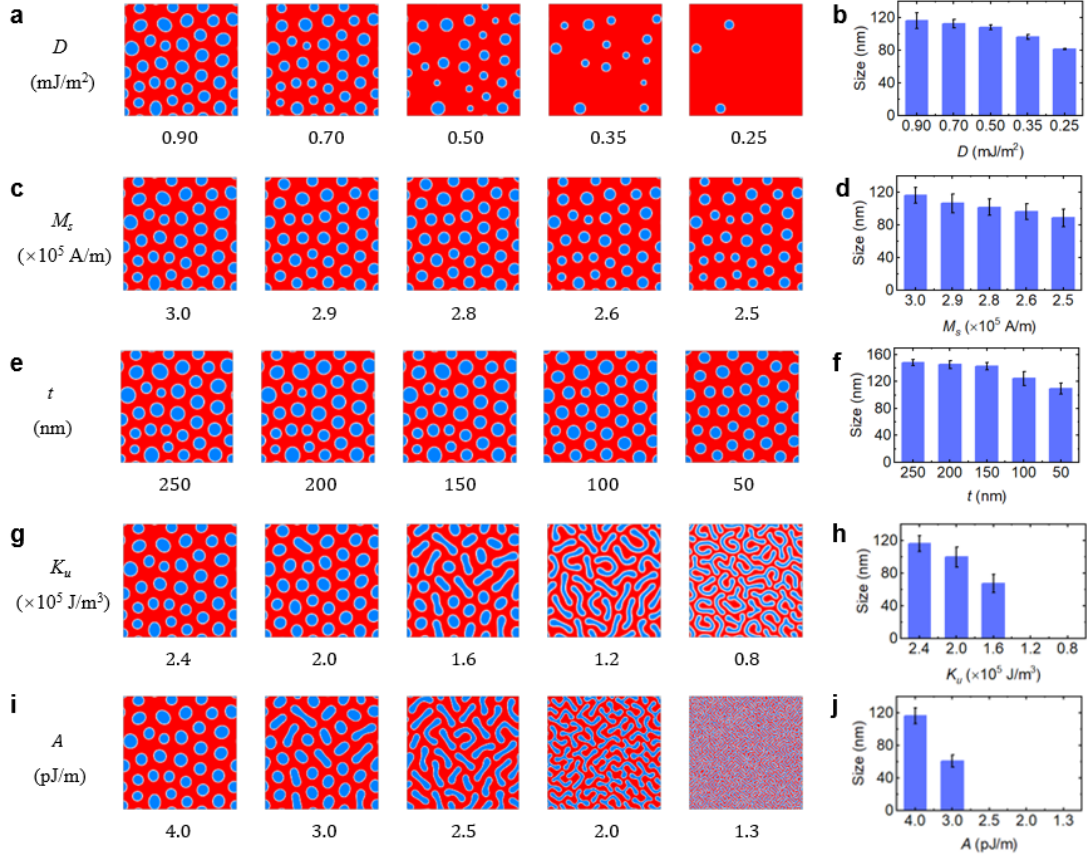 a
D
(mJ/m²)
0.90 0.70 0.50 0.35 0.25
b
Size (nm)
120
80
40
0
0.90 0.70 0.50 0.35 0.25
D (mJ/m²)
c
Ms
(×10⁵ A/m)
3.0 2.9 2.8 2.6 2.5
d
Size (nm)
120
80
40
0
3.0 2.9 2.8 2.6 2.5
Ms (×10⁵ A/m)
e
t
(nm)
250 200 150 100 50
f
Size (nm)
160
120
80
40
0
250 200 150 100 50
t (nm)
g
Ku
(×10⁵ J/m³)
2.4 2.0 1.6 1.2 0.8
h
Size (nm)
120
80
40
0
2.4 2.0 1.6 1.2 0.8
Ku (×10⁵ J/m³)
i
A
(pJ/m)
4.0 3.0 2.5 2.0 1.3
j
Size (nm)
120
80
40
0
4.0 3.0 2.5 2.0 1.3
A (pJ/m)